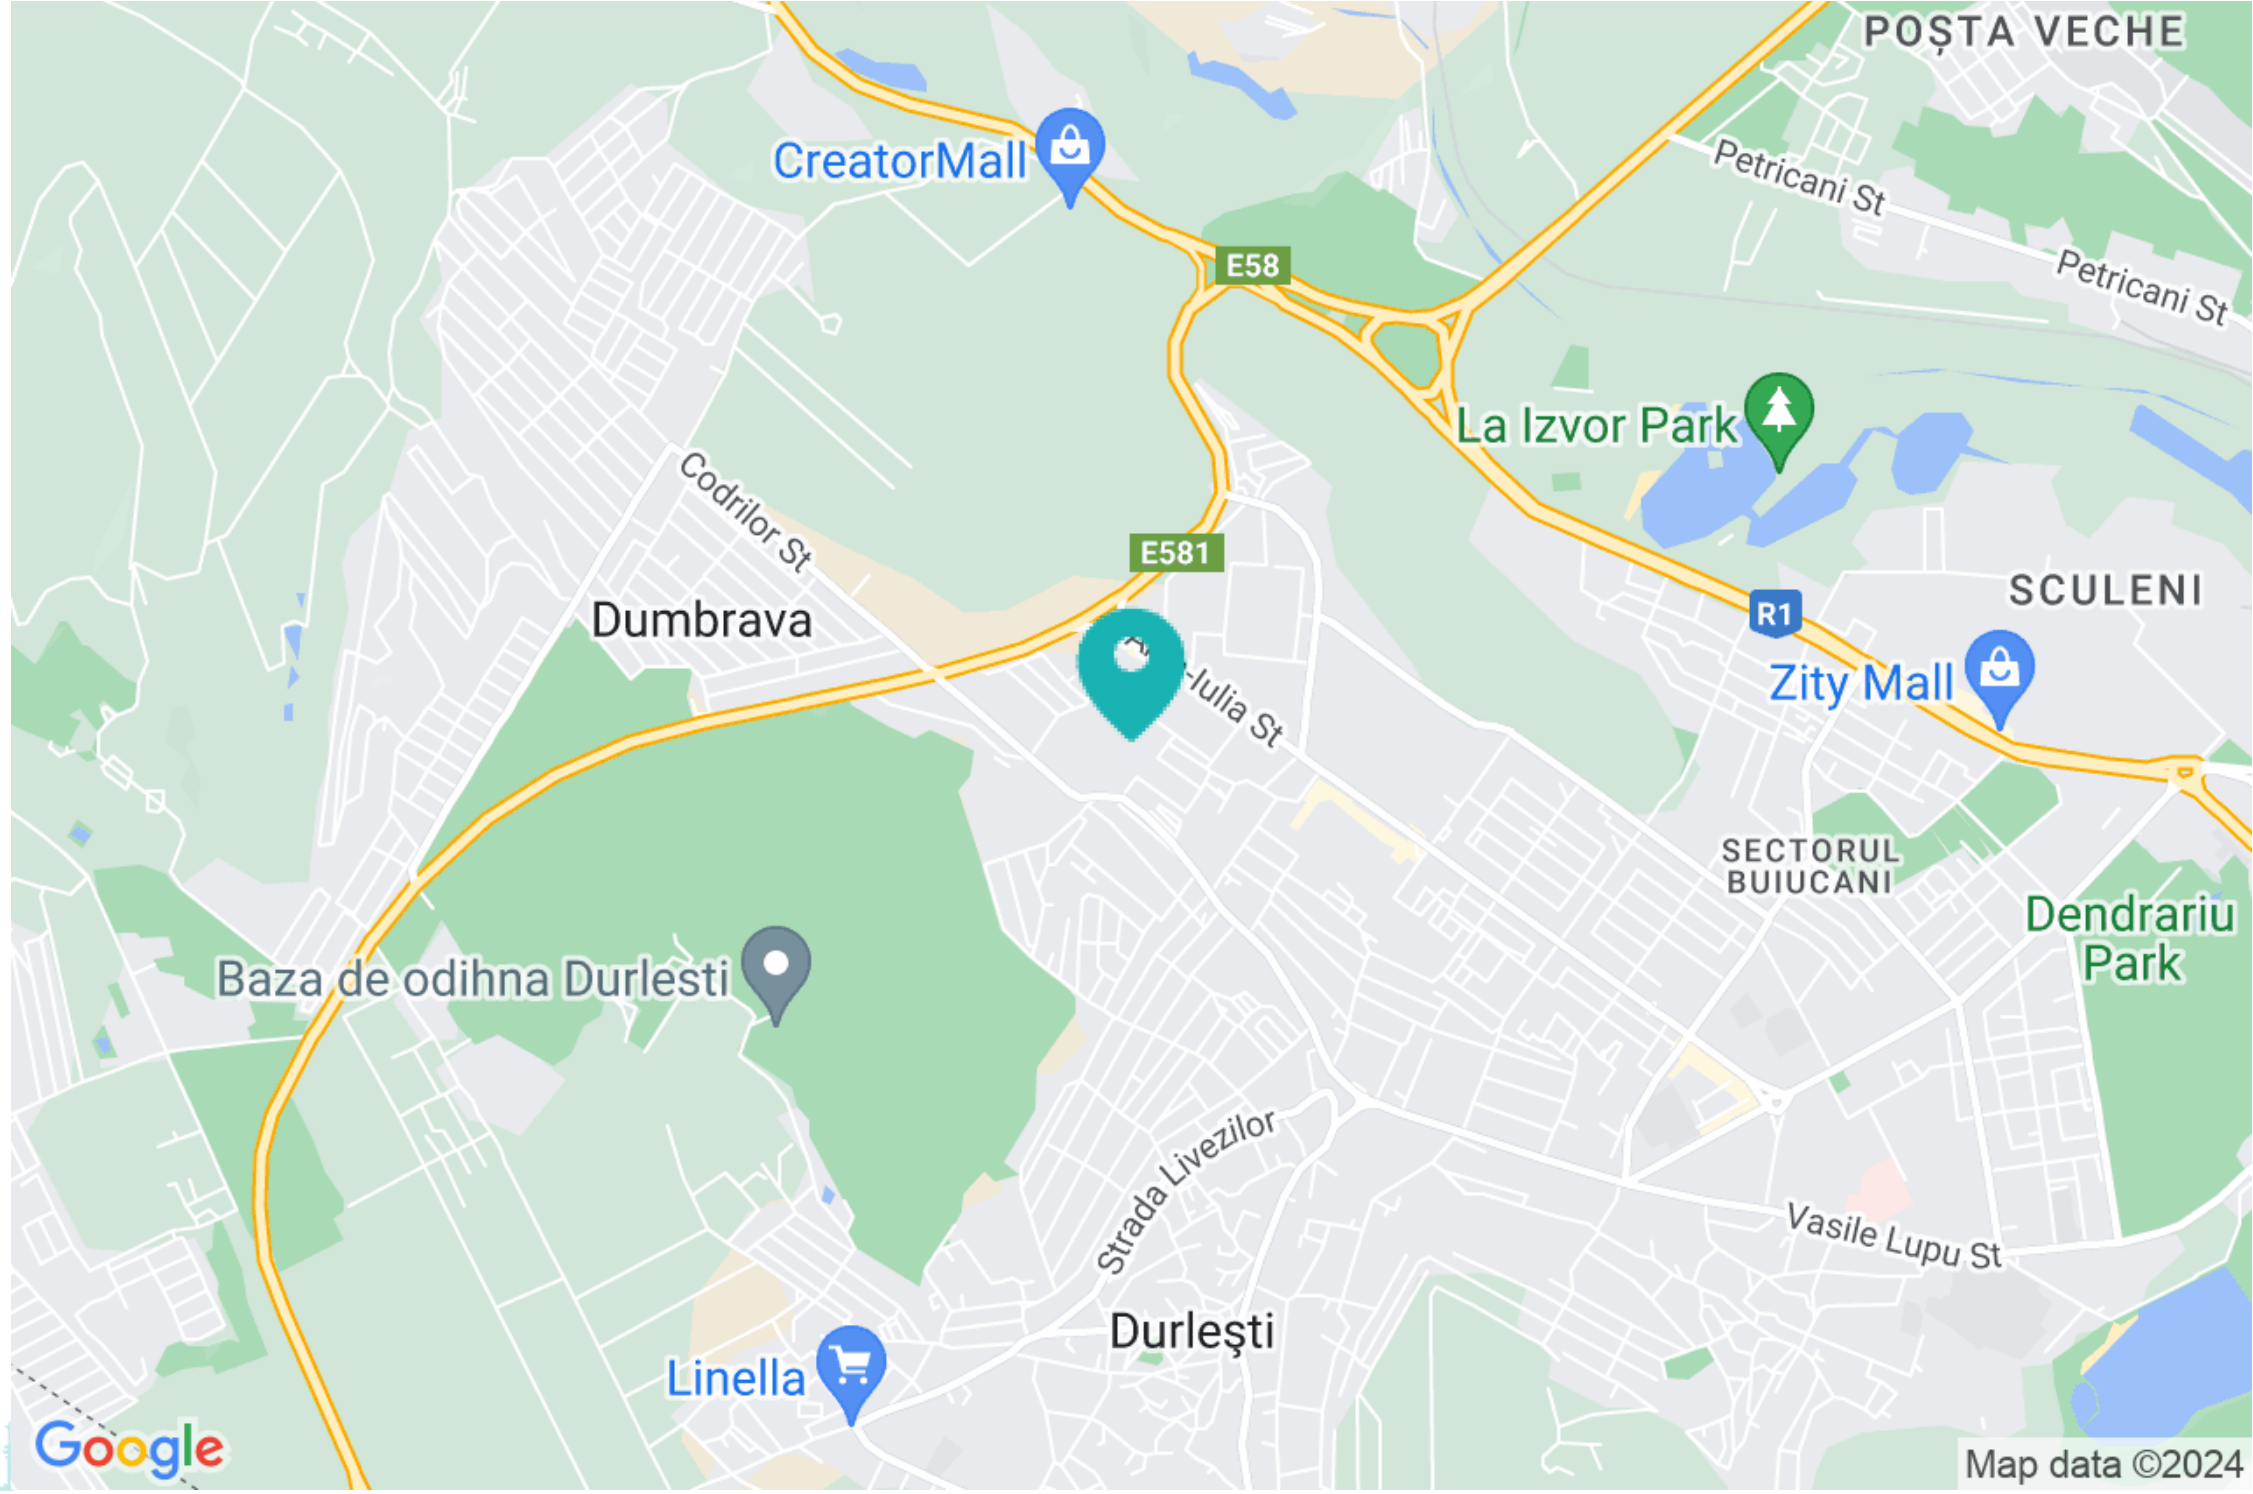 POȘTA VECHE
CreatorMall
Petricani St
E58
Petricani St
La Izvor Park
Codrilor St
E581
Dumbrava
SCULENI
R1
-Iulia St
Zity Mall
SECTORUL
BUIUCANI
Dendrariu
Park
Baza de odihna Durlesti
Strada Livezilor
Vasile Lupu St
Durleşti
Linella
Google
Map data ©2024